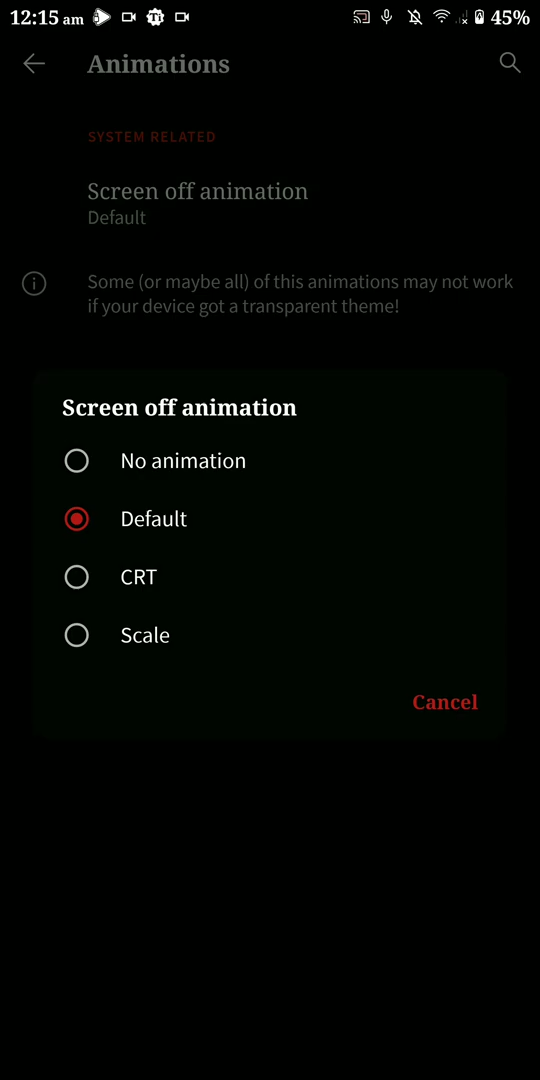 12:15 am
45%
Animations
SYSTEM RELATED
Screen off animation
Default
Some (or maybe all) of this animations may not work
if your device got a transparent theme!
Screen off animation
No animation
Default
CRT
Scale
Cancel